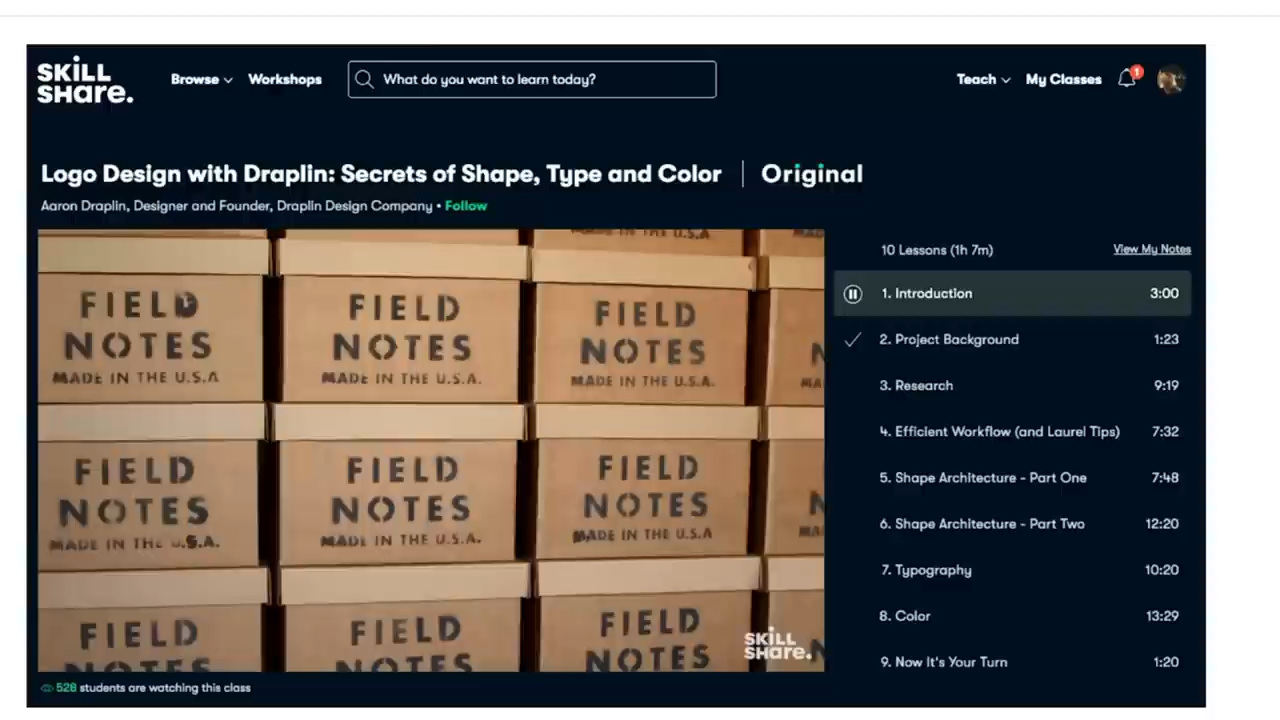 SKILL
SHARE.
Browse
Workshops
What do you want to learn today?
Teach
My Classes
1
Logo Design with Draplin: Secrets of Shape, Type and Color | Original
Aaron Draplin, Designer and Founder, Draplin Design Company • Follow
IN THE U.S.A.
FIELD
NOTES
MADE IN THE U.S.A
FIELD
NOTES
MADE IN THE U.S.A.
FIELD
NOTES
MADE IN THE U.S.A.
FIELD
NOTES
MADE IN THE U.S.A.
FIELD
NOTES
MADE IN THE U.S.A.
FIELD
NOTES
MADE IN THE U.S.A
FIELD
NOTES
FIELD
NOTES
FIELD
NOTES
SKILL
SHARE.
528 students are watching this class
10 Lessons (1h 7m)
View My Notes
1. Introduction 3:00
2. Project Background 1:23
3. Research 9:19
4. Efficient Workflow (and Laurel Tips) 7:32
5. Shape Architecture - Part One 7:48
6. Shape Architecture - Part Two 12:20
7. Typography 10:20
8. Color 13:29
9. Now It's Your Turn 1:20